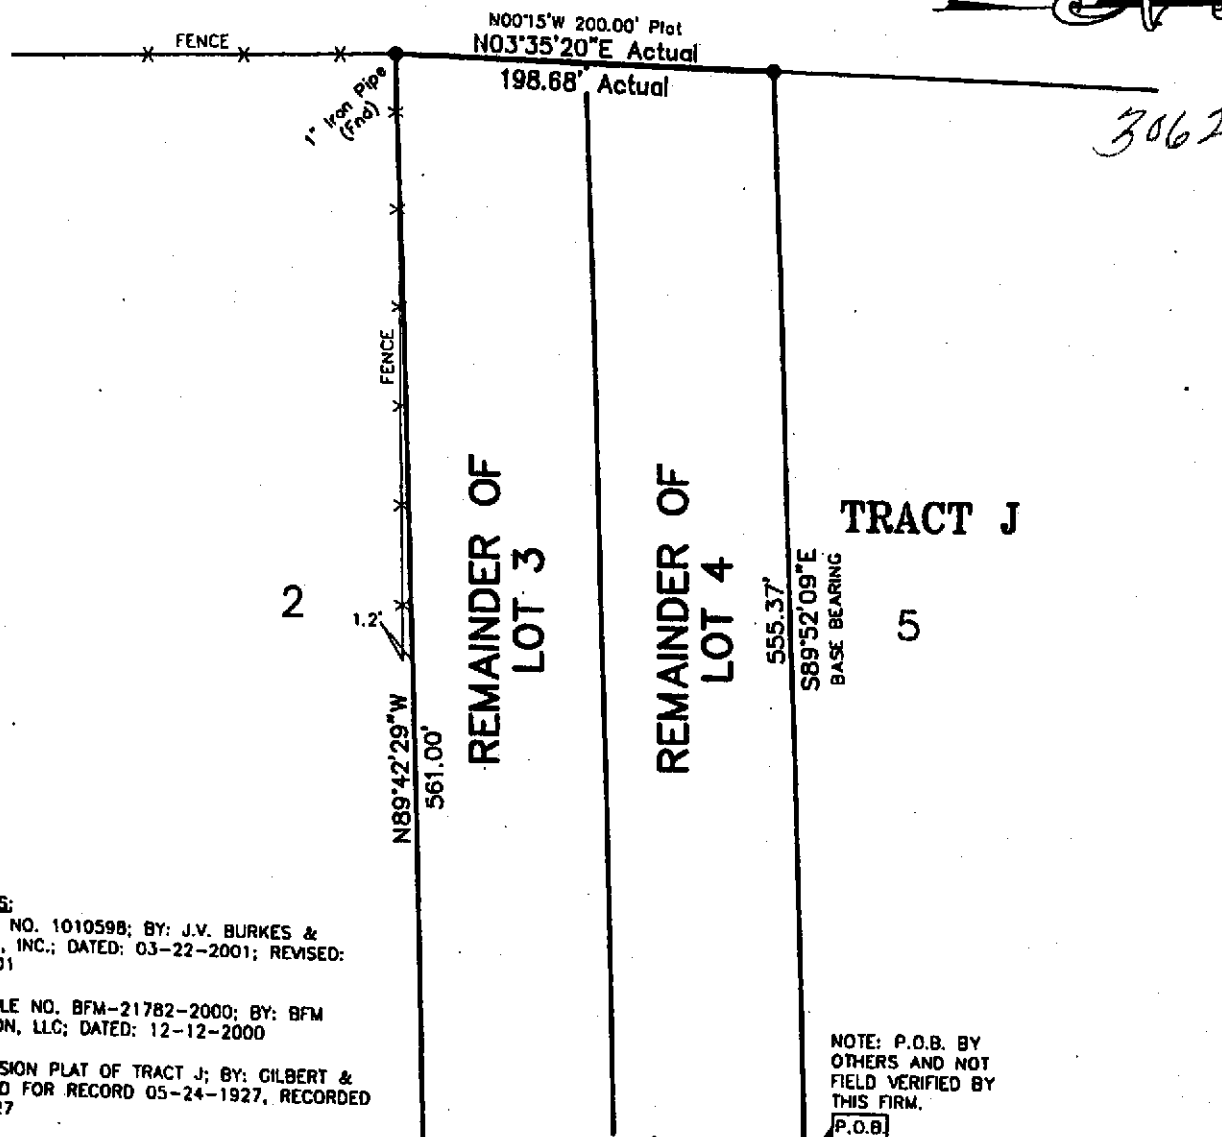 N00°15'W 200.00' Plat
N03°35'20"E Actual
198.68' Actual
FENCE
1" Iron Pipe
(Fnd)
3062
FENCE
REMAINDER OF
LOT 3
REMAINDER OF
LOT 4
TRACT J
555.37'
S89°52'09"E
BASE BEARING
2
1.2'
5
N89°42'29"W
561.00'
S:
NO. 1010598; BY: J.V. BURKES &
, INC.; DATED: 03-22-2001; REVISED:
01
LE NO. BFM-21782-2000; BY: BFM
ON, LLC; DATED: 12-12-2000
SION PLAT OF TRACT J; BY: GILBERT &
D FOR RECORD 05-24-1927, RECORDED
27
NOTE: P.O.B. BY
OTHERS AND NOT
FIELD VERIFIED BY
THIS FIRM.
P.O.B.